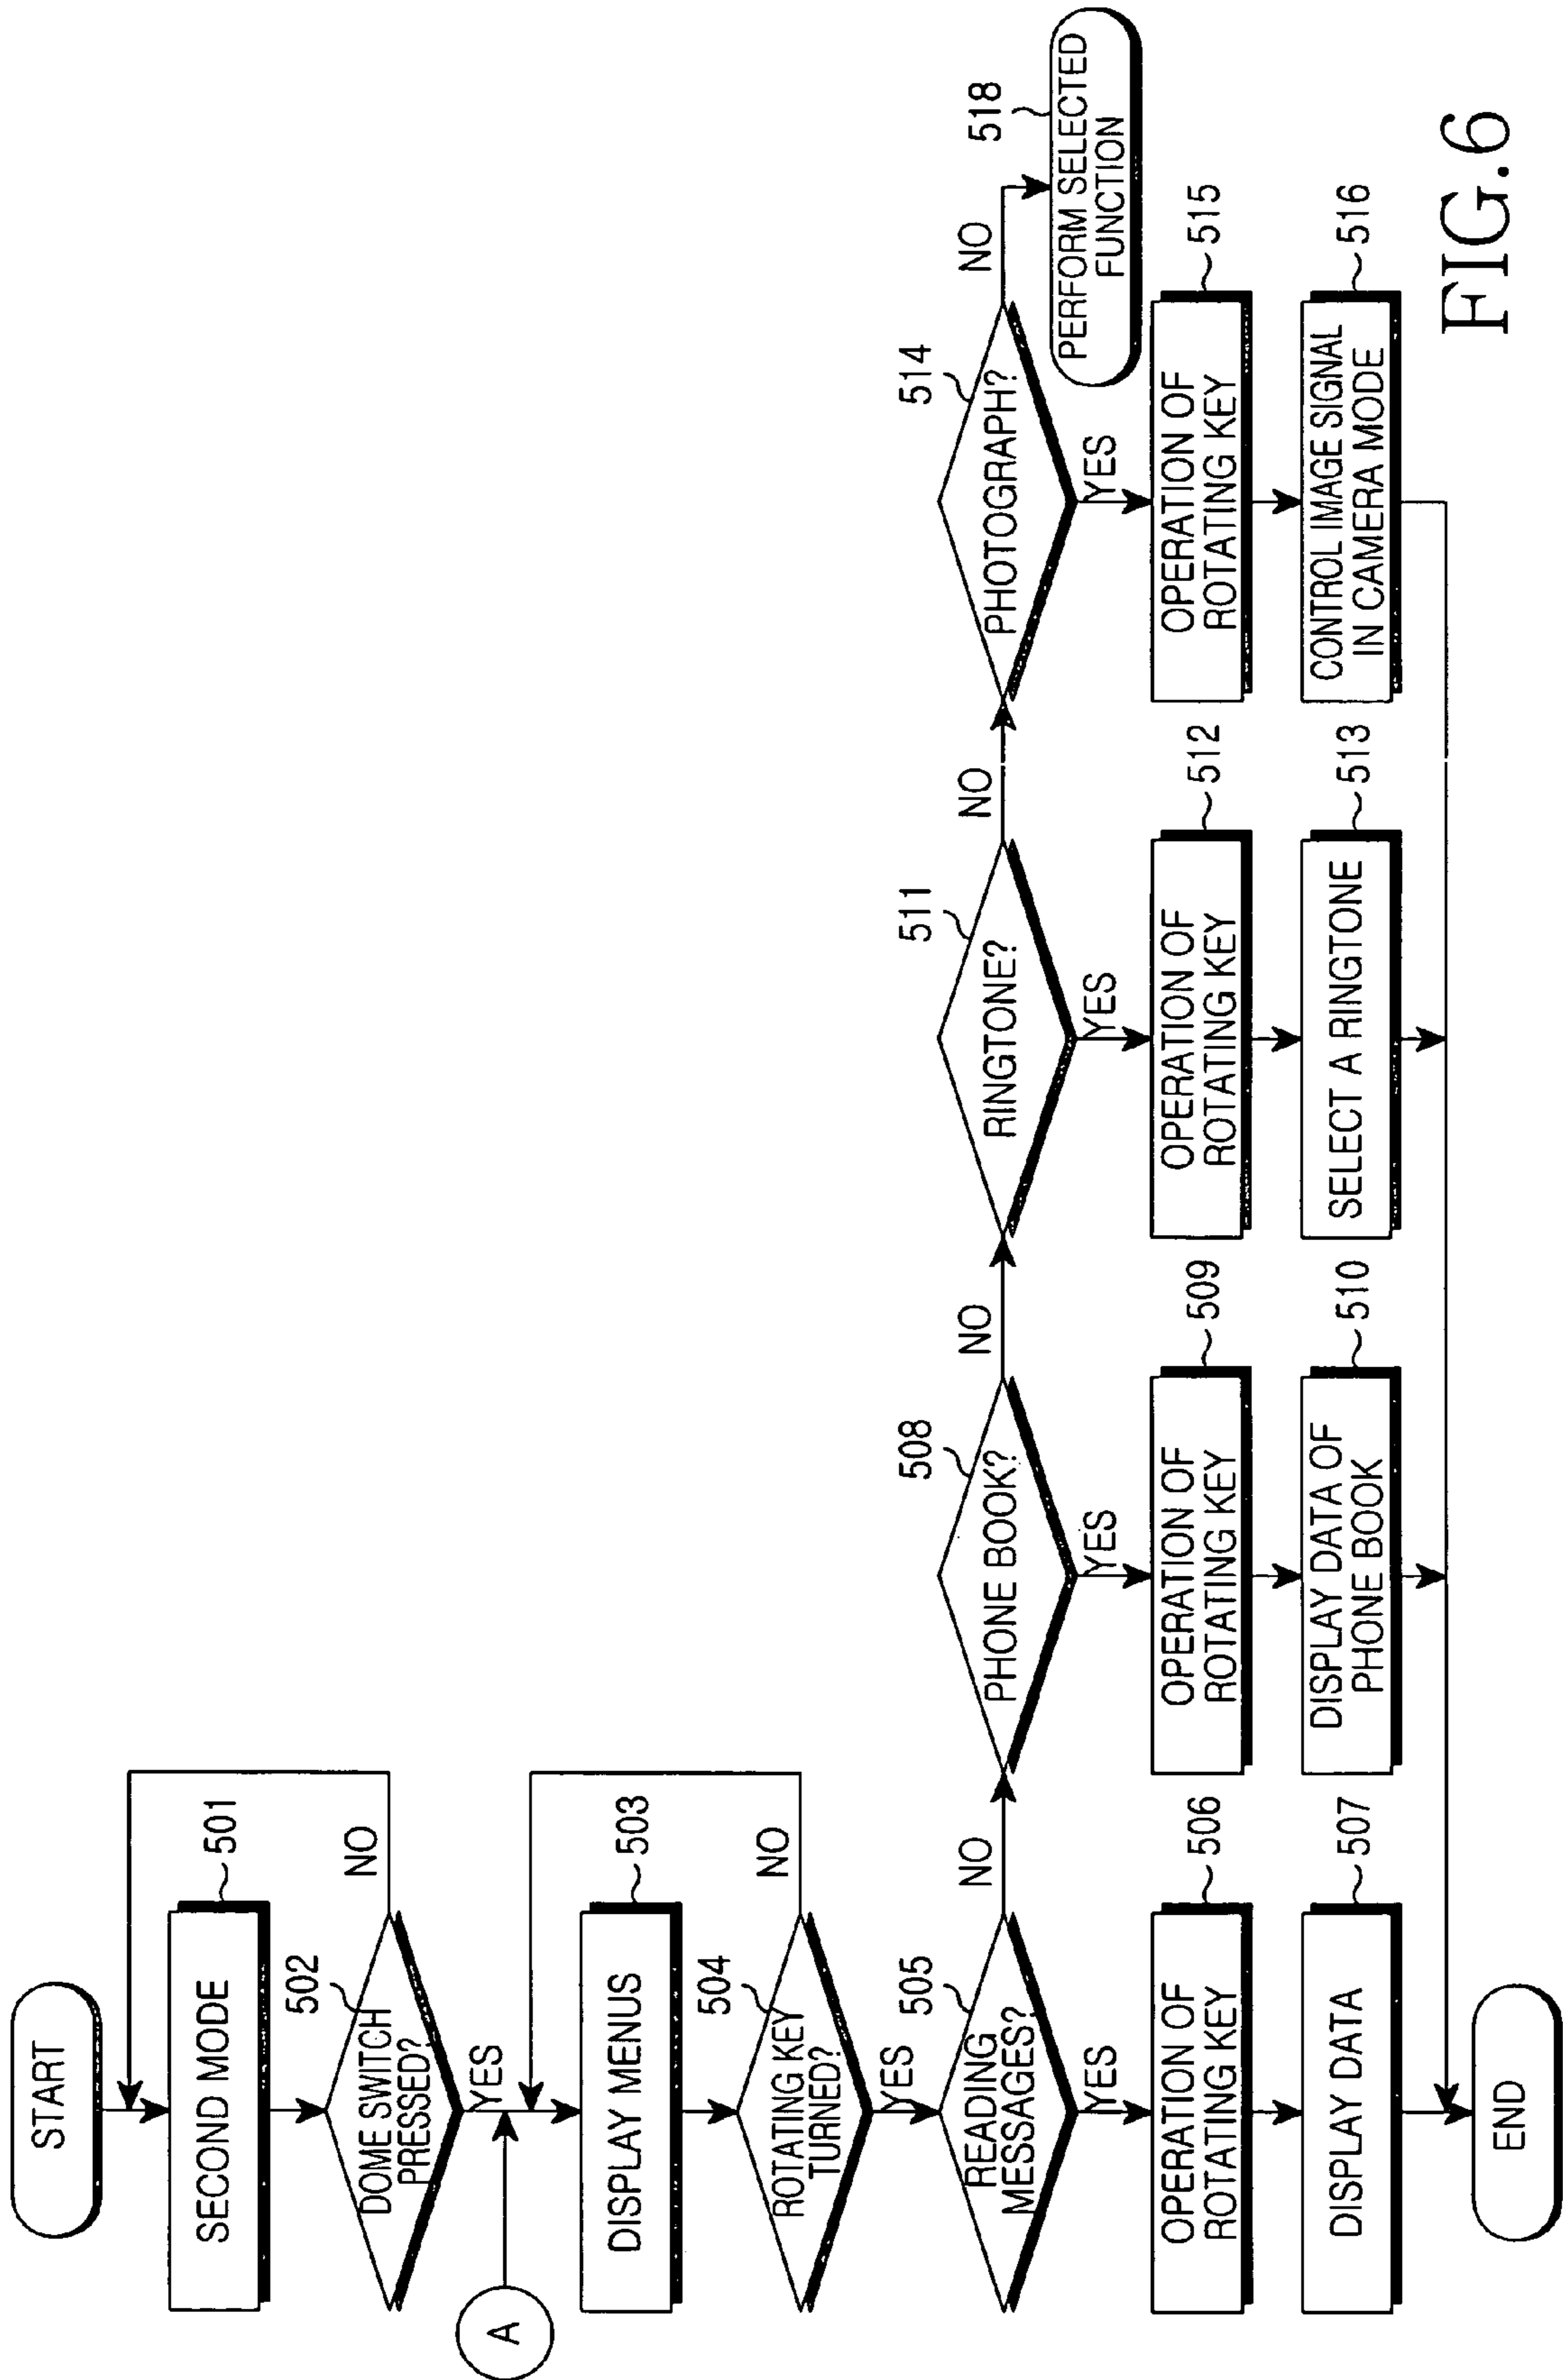 START
SECOND MODE
501
DOME SWITCH
PRESSED?
502
NO
YES
A
DISPLAY MENUS
503
ROTATING KEY
TURNED?
504
NO
YES
READING
MESSAGES?
505
NO
YES
PHONE BOOK?
508
NO
YES
RINGTONE?
511
NO
YES
PHOTOGRAPH?
514
NO
YES
PERFORM SELECTED
FUNCTION
518
OPERATION OF
ROTATING KEY
506
OPERATION OF
ROTATING KEY
509
OPERATION OF
ROTATING KEY
512
OPERATION OF
ROTATING KEY
515
DISPLAY DATA
507
DISPLAY DATA OF
PHONE BOOK
510
SELECT A RINGTONE
513
CONTROL IMAGE SIGNAL
IN CAMERA MODE
516
END
FIG.6